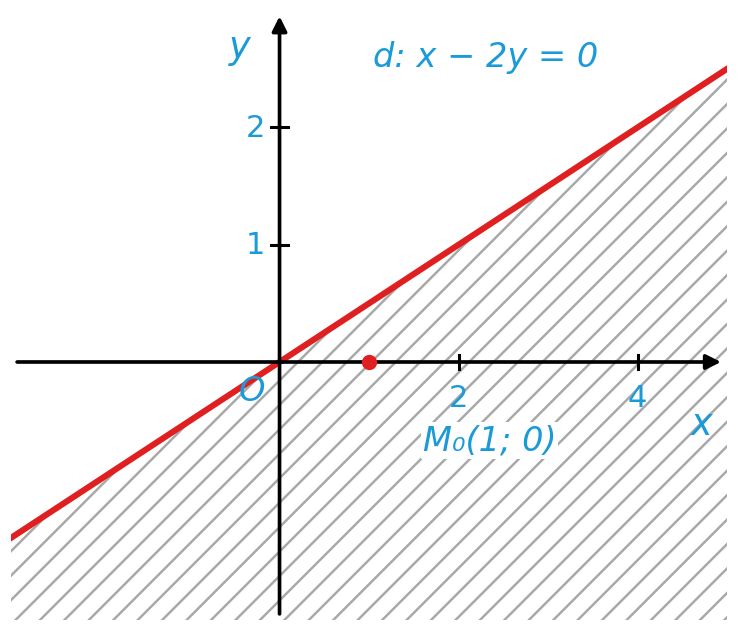 y
d: x − 2y = 0
2
1
O
2
4
x
M₀(1; 0)